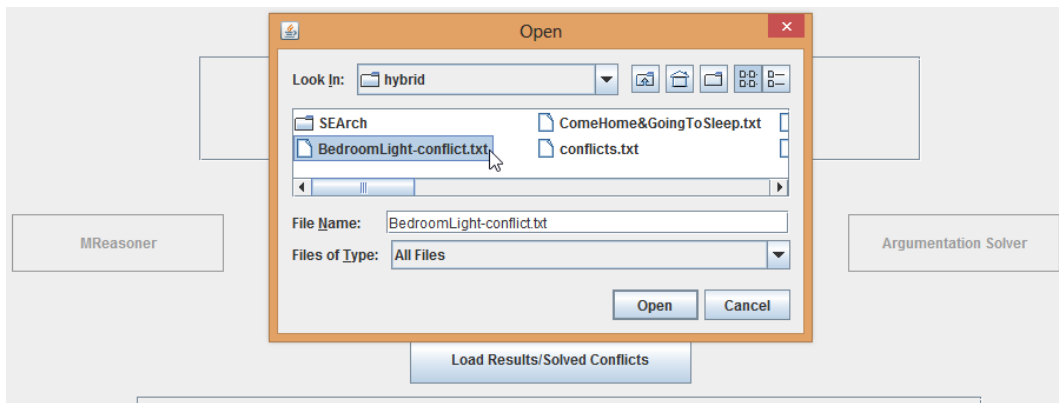 Open
Look In: hybrid
SEArch ComeHome&GoingToSleep.txt
BedroomLight-conflict.txt conflicts.txt
File Name: BedroomLight-conflict.txt
MReasoner Argumentation Solver
Files of Type: All Files
Open Cancel
Load Results/Solved Conflicts